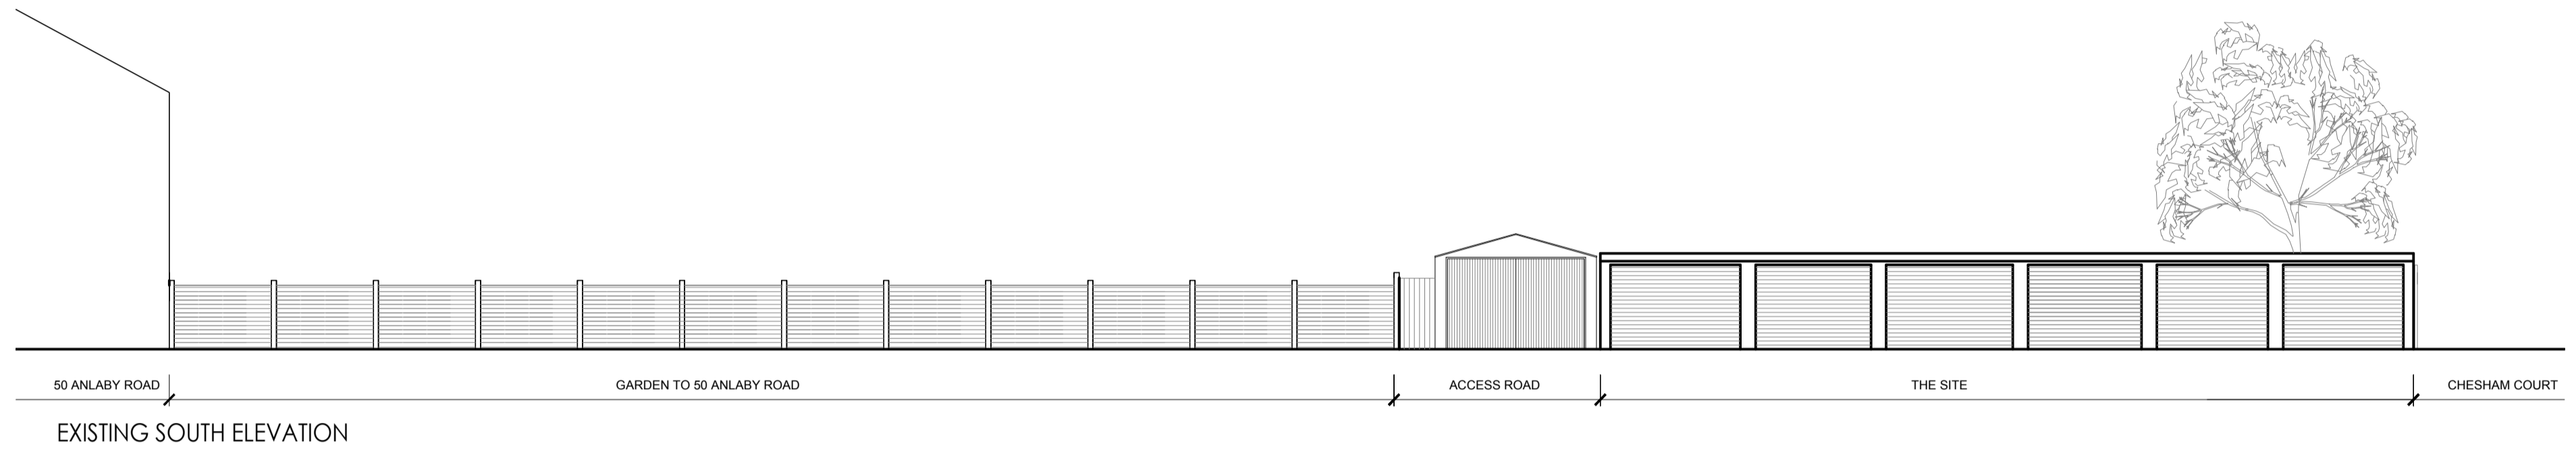 50 ANLABY ROAD
GARDEN TO 50 ANLABY ROAD
ACCESS ROAD
THE SITE
CHESHAM COURT
EXISTING SOUTH ELEVATION